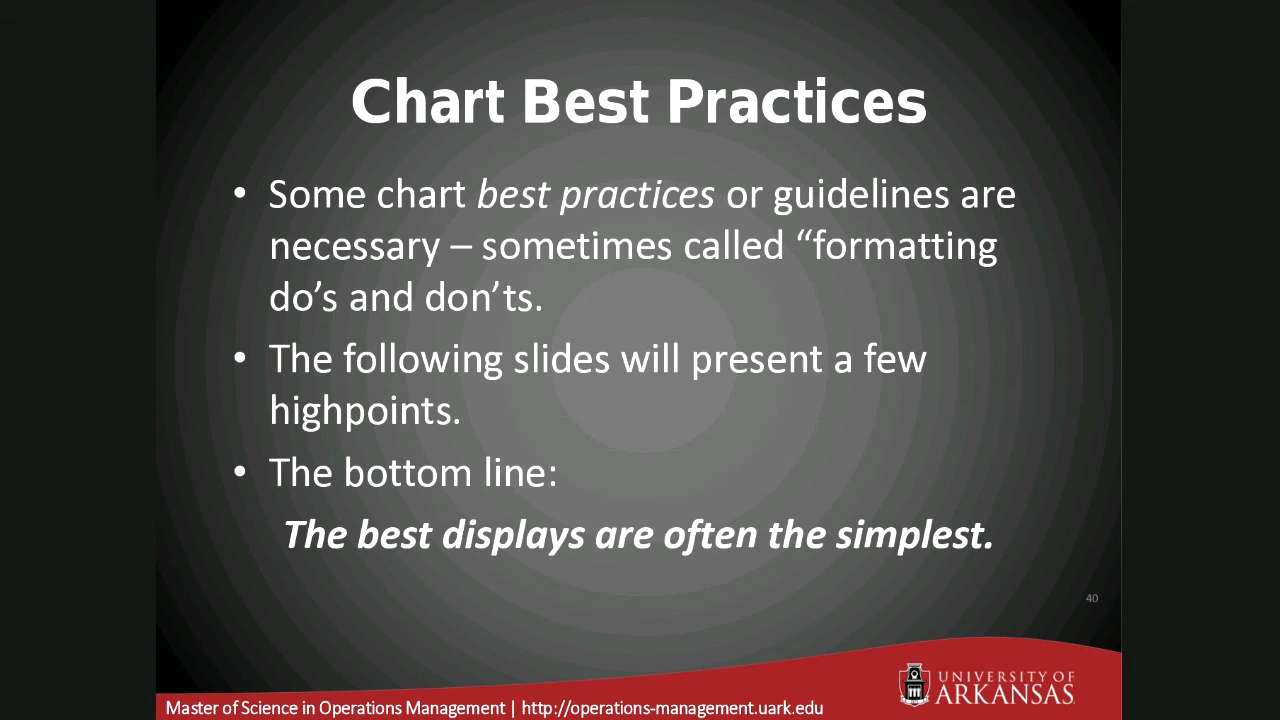 Chart Best Practices
• Some chart best practices or guidelines are
necessary – sometimes called “formatting
do’s and don’ts.
• The following slides will present a few
highpoints.
• The bottom line:
The best displays are often the simplest.
40
UNIVERSITY OF
ARKANSAS
Master of Science in Operations Management | http://operations-management.uark.edu